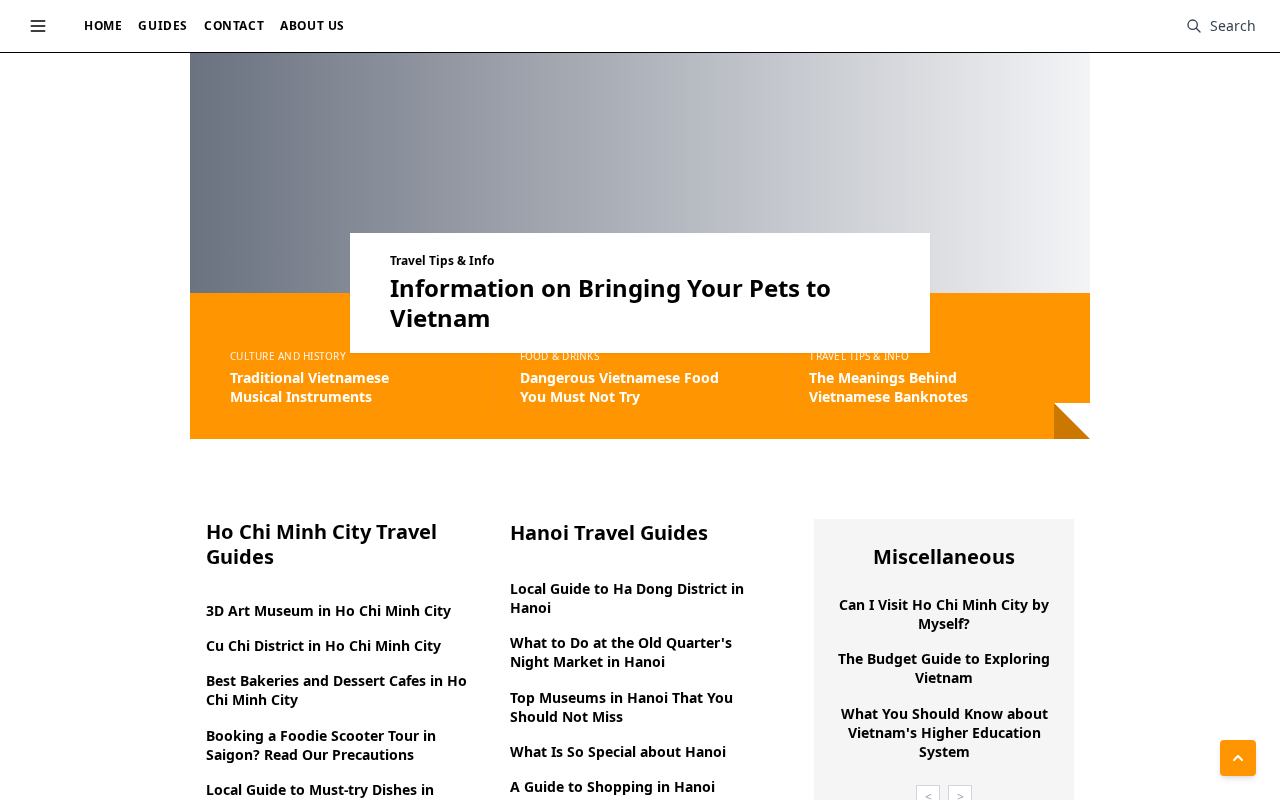 HOME GUIDES CONTACT ABOUT US
Search
Travel Tips & Info
Information on Bringing Your Pets to
Vietnam
CULTURE AND HISTORY
Traditional Vietnamese
Musical Instruments
FOOD & DRINKS
Dangerous Vietnamese Food
You Must Not Try
TRAVEL TIPS & INFO
The Meanings Behind
Vietnamese Banknotes
Ho Chi Minh City Travel
Guides
3D Art Museum in Ho Chi Minh City
Cu Chi District in Ho Chi Minh City
Best Bakeries and Dessert Cafes in Ho
Chi Minh City
Booking a Foodie Scooter Tour in
Saigon? Read Our Precautions
Local Guide to Must-try Dishes in
Hanoi Travel Guides
Local Guide to Ha Dong District in
Hanoi
What to Do at the Old Quarter's
Night Market in Hanoi
Top Museums in Hanoi That You
Should Not Miss
What Is So Special about Hanoi
A Guide to Shopping in Hanoi
Miscellaneous
Can I Visit Ho Chi Minh City by
Myself?
The Budget Guide to Exploring
Vietnam
What You Should Know about
Vietnam's Higher Education
System
< >